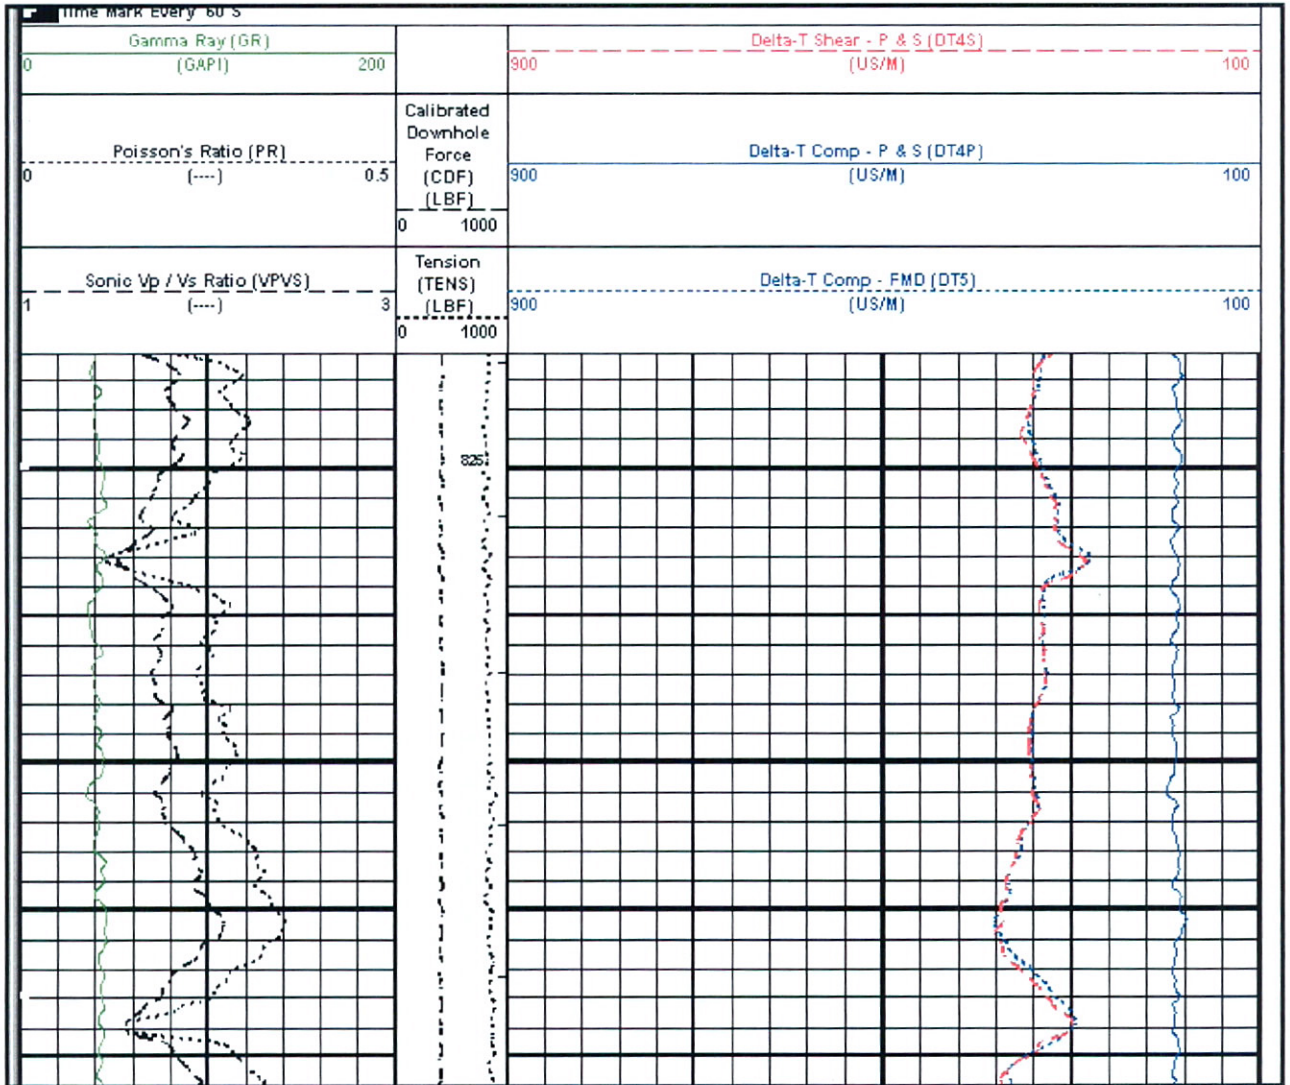 Time Mark Every 60 S
Gamma Ray (GR)
0 (GAPI) 200
Delta-T Shear - P & S (DT4S)
900 (US/M) 100
Poisson's Ratio (PR)
0 (----) 0.5
Calibrated
Downhole
Force
(CDF)
(LBF)
0 1000
Delta-T Comp - P & S (DT4P)
900 (US/M) 100
Sonic Vp / Vs Ratio (VPVS)
1 (----) 3
Tension
(TENS)
(LBF)
0 1000
Delta-T Comp - FMD (DT5)
900 (US/M) 100
825